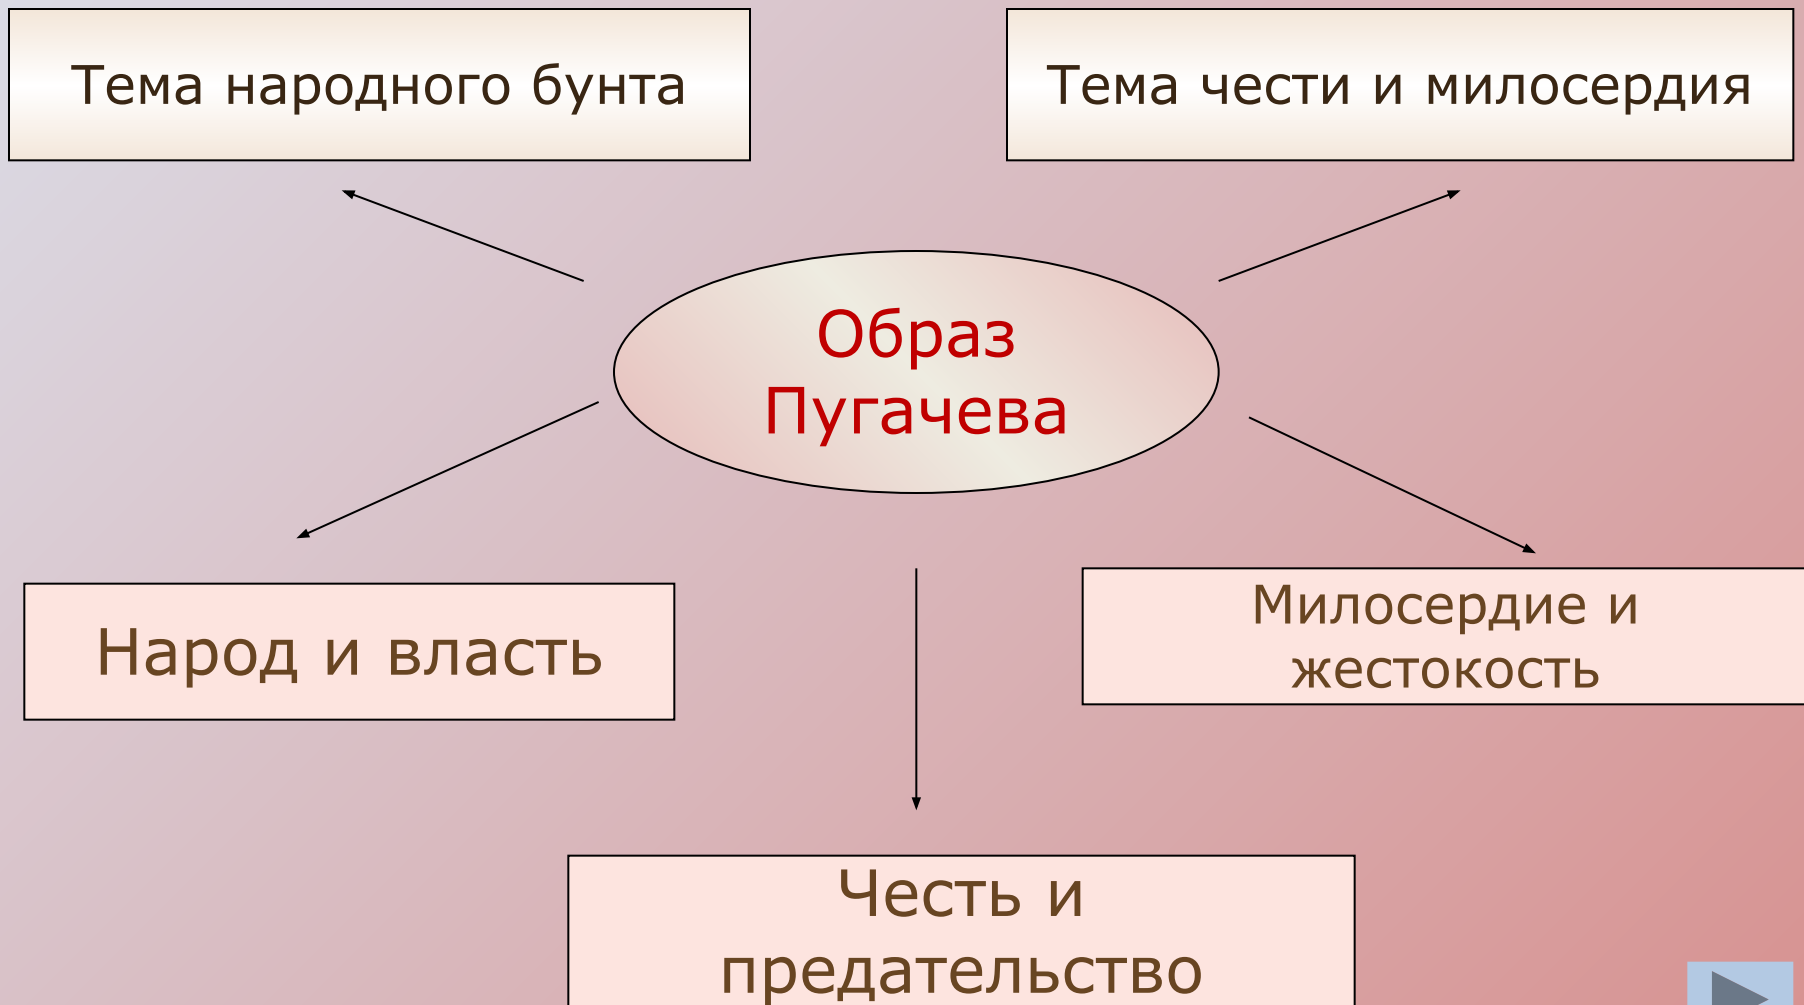 Тема народного бунта
Тема чести и милосердия
Образ
Пугачева
Народ и власть
Милосердие и
жестокость
Честь и
предательство